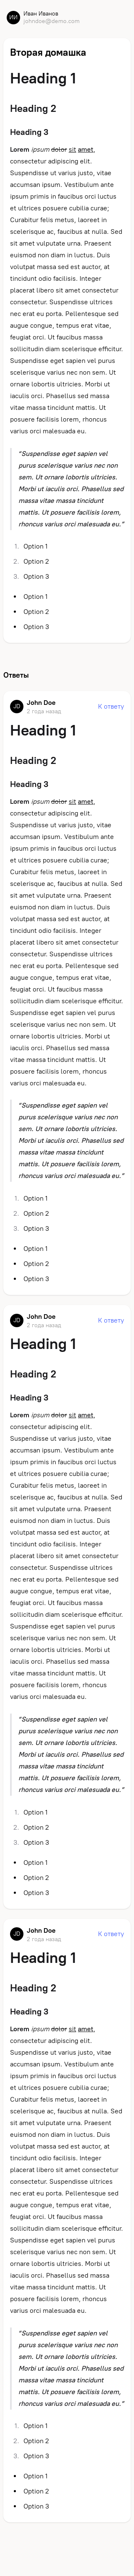 ИИ
Иван Иванов
johndoe@demo.com
Вторая домашка
Heading 1
Heading 2
Heading 3
Lorem ipsum dolor sit amet,
consectetur adipiscing elit.
Suspendisse ut varius justo, vitae
accumsan ipsum. Vestibulum ante
ipsum primis in faucibus orci luctus
et ultrices posuere cubilia curae;
Curabitur felis metus, laoreet in
scelerisque ac, faucibus at nulla. Sed
sit amet vulputate urna. Praesent
euismod non diam in luctus. Duis
volutpat massa sed est auctor, at
tincidunt odio facilisis. Integer
placerat libero sit amet consectetur
consectetur. Suspendisse ultrices
nec erat eu porta. Pellentesque sed
augue congue, tempus erat vitae,
feugiat orci. Ut faucibus massa
sollicitudin diam scelerisque efficitur.
Suspendisse eget sapien vel purus
scelerisque varius nec non sem. Ut
ornare lobortis ultricies. Morbi ut
iaculis orci. Phasellus sed massa
vitae massa tincidunt mattis. Ut
posuere facilisis lorem, rhoncus
varius orci malesuada eu.
"Suspendisse eget sapien vel
purus scelerisque varius nec non
sem. Ut ornare lobortis ultricies.
Morbi ut iaculis orci. Phasellus sed
massa vitae massa tincidunt
mattis. Ut posuere facilisis lorem,
rhoncus varius orci malesuada eu."
1. Option 1
2. Option 2
3. Option 3
• Option 1
• Option 2
• Option 3
Ответы
JD
John Doe
2 года назад
К ответу
Heading 1
Heading 2
Heading 3
Lorem ipsum dolor sit amet,
consectetur adipiscing elit.
Suspendisse ut varius justo, vitae
accumsan ipsum. Vestibulum ante
ipsum primis in faucibus orci luctus
et ultrices posuere cubilia curae;
Curabitur felis metus, laoreet in
scelerisque ac, faucibus at nulla. Sed
sit amet vulputate urna. Praesent
euismod non diam in luctus. Duis
volutpat massa sed est auctor, at
tincidunt odio facilisis. Integer
placerat libero sit amet consectetur
consectetur. Suspendisse ultrices
nec erat eu porta. Pellentesque sed
augue congue, tempus erat vitae,
feugiat orci. Ut faucibus massa
sollicitudin diam scelerisque efficitur.
Suspendisse eget sapien vel purus
scelerisque varius nec non sem. Ut
ornare lobortis ultricies. Morbi ut
iaculis orci. Phasellus sed massa
vitae massa tincidunt mattis. Ut
posuere facilisis lorem, rhoncus
varius orci malesuada eu.
"Suspendisse eget sapien vel
purus scelerisque varius nec non
sem. Ut ornare lobortis ultricies.
Morbi ut iaculis orci. Phasellus sed
massa vitae massa tincidunt
mattis. Ut posuere facilisis lorem,
rhoncus varius orci malesuada eu."
1. Option 1
2. Option 2
3. Option 3
• Option 1
• Option 2
• Option 3
JD
John Doe
2 года назад
К ответу
Heading 1
Heading 2
Heading 3
Lorem ipsum dolor sit amet,
consectetur adipiscing elit.
Suspendisse ut varius justo, vitae
accumsan ipsum. Vestibulum ante
ipsum primis in faucibus orci luctus
et ultrices posuere cubilia curae;
Curabitur felis metus, laoreet in
scelerisque ac, faucibus at nulla. Sed
sit amet vulputate urna. Praesent
euismod non diam in luctus. Duis
volutpat massa sed est auctor, at
tincidunt odio facilisis. Integer
placerat libero sit amet consectetur
consectetur. Suspendisse ultrices
nec erat eu porta. Pellentesque sed
augue congue, tempus erat vitae,
feugiat orci. Ut faucibus massa
sollicitudin diam scelerisque efficitur.
Suspendisse eget sapien vel purus
scelerisque varius nec non sem. Ut
ornare lobortis ultricies. Morbi ut
iaculis orci. Phasellus sed massa
vitae massa tincidunt mattis. Ut
posuere facilisis lorem, rhoncus
varius orci malesuada eu.
"Suspendisse eget sapien vel
purus scelerisque varius nec non
sem. Ut ornare lobortis ultricies.
Morbi ut iaculis orci. Phasellus sed
massa vitae massa tincidunt
mattis. Ut posuere facilisis lorem,
rhoncus varius orci malesuada eu."
1. Option 1
2. Option 2
3. Option 3
• Option 1
• Option 2
• Option 3
JD
John Doe
2 года назад
К ответу
Heading 1
Heading 2
Heading 3
Lorem ipsum dolor sit amet,
consectetur adipiscing elit.
Suspendisse ut varius justo, vitae
accumsan ipsum. Vestibulum ante
ipsum primis in faucibus orci luctus
et ultrices posuere cubilia curae;
Curabitur felis metus, laoreet in
scelerisque ac, faucibus at nulla. Sed
sit amet vulputate urna. Praesent
euismod non diam in luctus. Duis
volutpat massa sed est auctor, at
tincidunt odio facilisis. Integer
placerat libero sit amet consectetur
consectetur. Suspendisse ultrices
nec erat eu porta. Pellentesque sed
augue congue, tempus erat vitae,
feugiat orci. Ut faucibus massa
sollicitudin diam scelerisque efficitur.
Suspendisse eget sapien vel purus
scelerisque varius nec non sem. Ut
ornare lobortis ultricies. Morbi ut
iaculis orci. Phasellus sed massa
vitae massa tincidunt mattis. Ut
posuere facilisis lorem, rhoncus
varius orci malesuada eu.
"Suspendisse eget sapien vel
purus scelerisque varius nec non
sem. Ut ornare lobortis ultricies.
Morbi ut iaculis orci. Phasellus sed
massa vitae massa tincidunt
mattis. Ut posuere facilisis lorem,
rhoncus varius orci malesuada eu."
1. Option 1
2. Option 2
3. Option 3
• Option 1
• Option 2
• Option 3